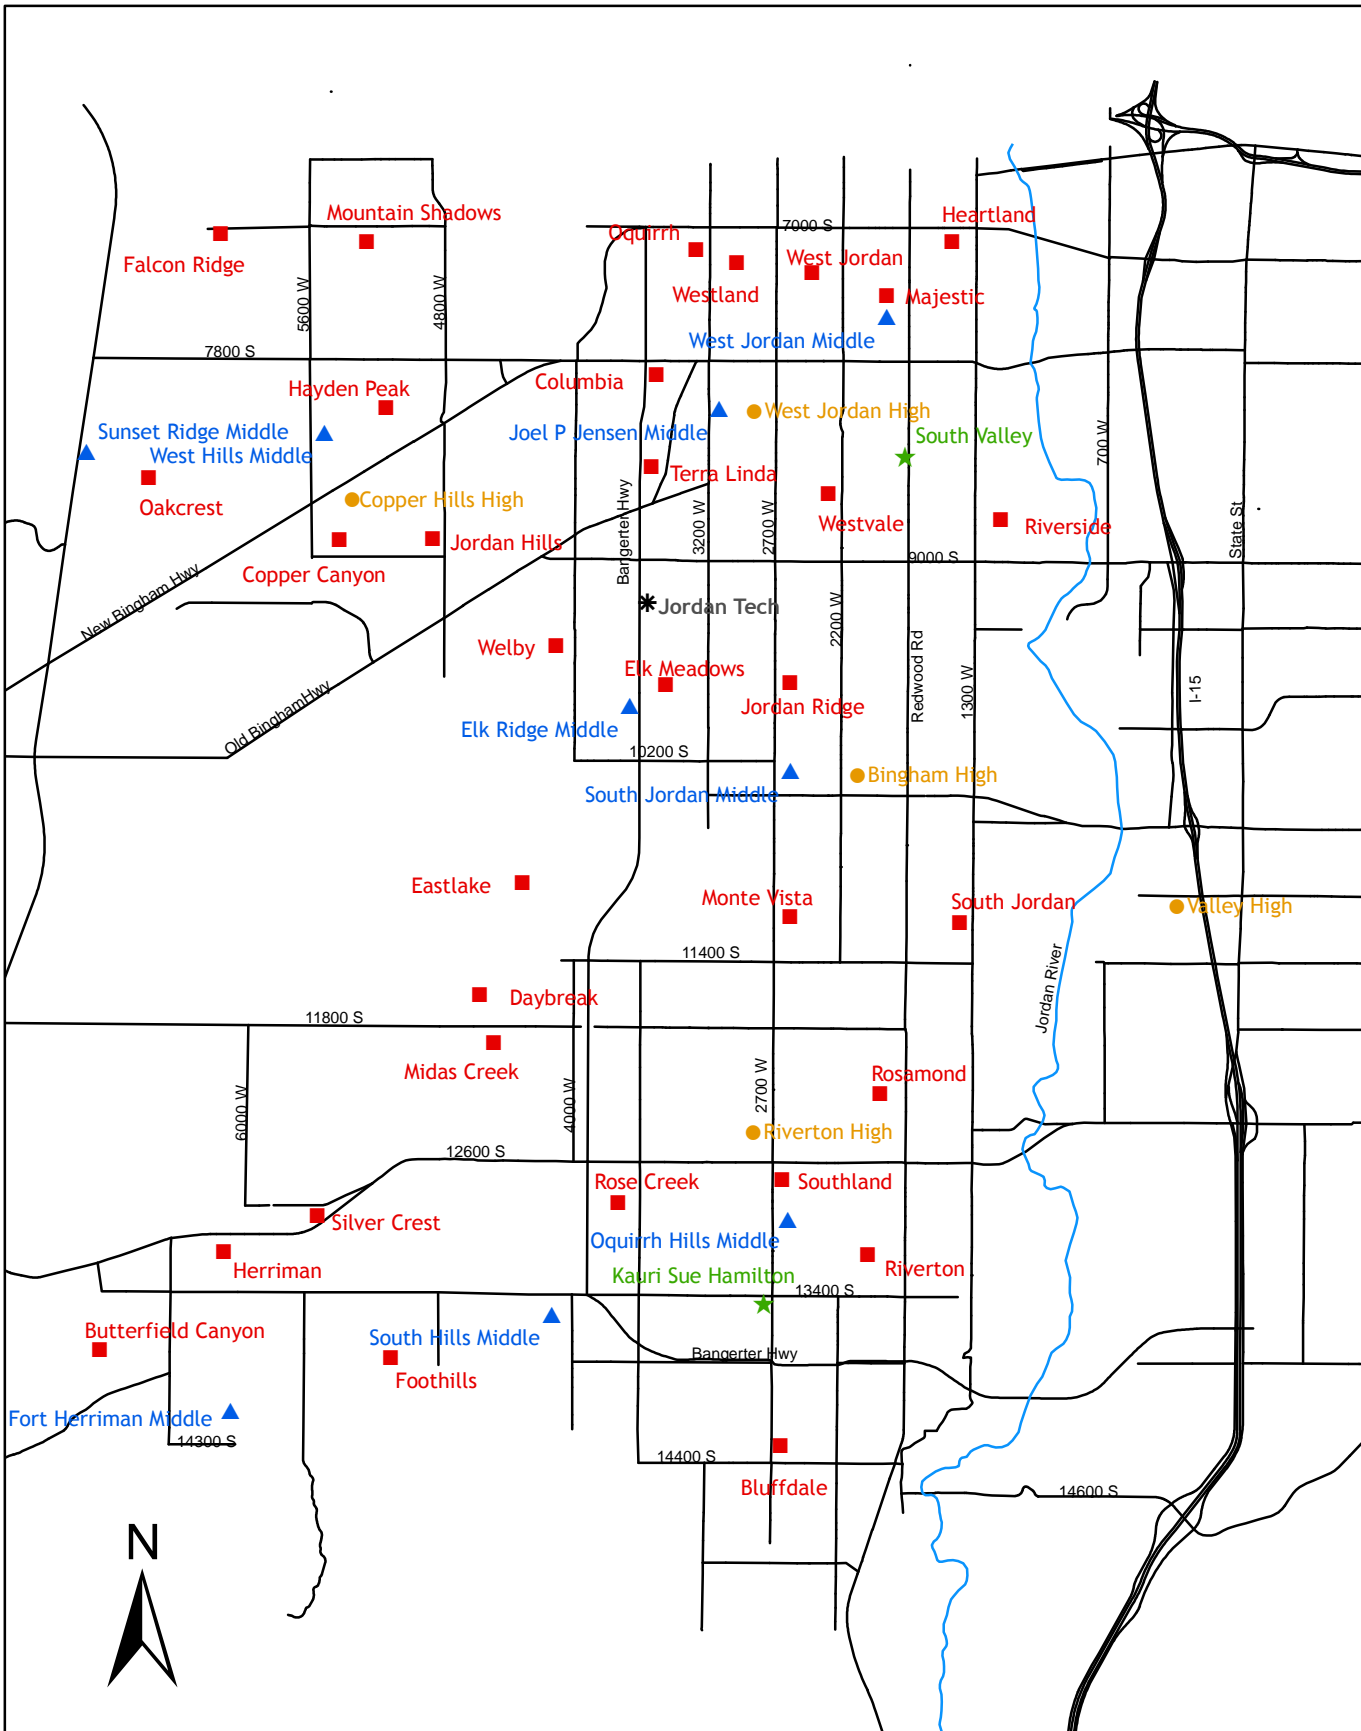 Mountain Shadows
Heartland
7000 S
Oquirrh
West Jordan
Falcon Ridge
Westland
Majestic
5600 W
4800 W
West Jordan Middle
7800 S
Columbia
Hayden Peak
West Jordan High
Sunset Ridge Middle
Joel P Jensen Middle
South Valley
700 W
West Hills Middle
Terra Linda
Copper Hills High
Oakcrest
Bangerter Hwy
3200 W
2700 W
Westvale
Riverside
State St
Jordan Hills
9000 S
Copper Canyon
New Bingham Hwy
Jordan Tech
2200 W
Welby
Elk Meadows
Redwood Rd
1300 W
I-15
Jordan Ridge
Old BinghamHwy
Elk Ridge Middle
10200 S
Bingham High
South Jordan Middle
Eastlake
Monte Vista
South Jordan
Valley High
11400 S
Jordan River
Daybreak
11800 S
Midas Creek
Rosamond
6000 W
4000 W
2700 W
Riverton High
12600 S
Rose Creek
Southland
Silver Crest
Oquirrh Hills Middle
Herriman
Riverton
Kauri Sue Hamilton
13400 S
Butterfield Canyon
South Hills Middle
Bangerter Hwy
Foothills
Fort Herriman Middle
14300 S
14400 S
Bluffdale
14600 S
N